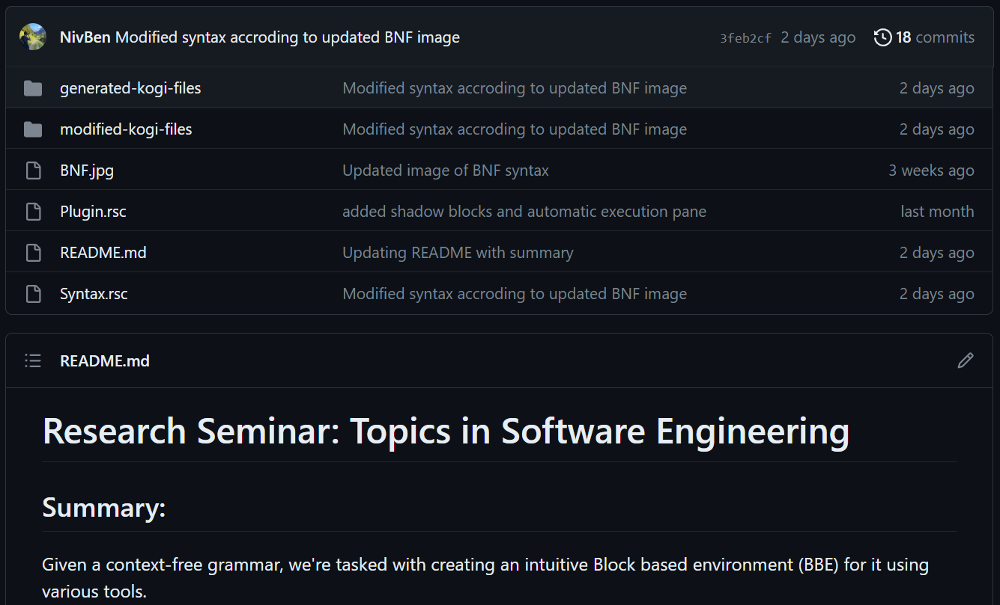 NivBen Modified syntax accroding to updated BNF image 3feb2cf 2 days ago 18 commits
generated-kogi-files Modified syntax accroding to updated BNF image 2 days ago
modified-kogi-files Modified syntax accroding to updated BNF image 2 days ago
BNF.jpg Updated image of BNF syntax 3 weeks ago
Plugin.rsc added shadow blocks and automatic execution pane last month
README.md Updating README with summary 2 days ago
Syntax.rsc Modified syntax accroding to updated BNF image 2 days ago
README.md
Research Seminar: Topics in Software Engineering
Summary:
Given a context-free grammar, we're tasked with creating an intuitive Block based environment (BBE) for it using
various tools.